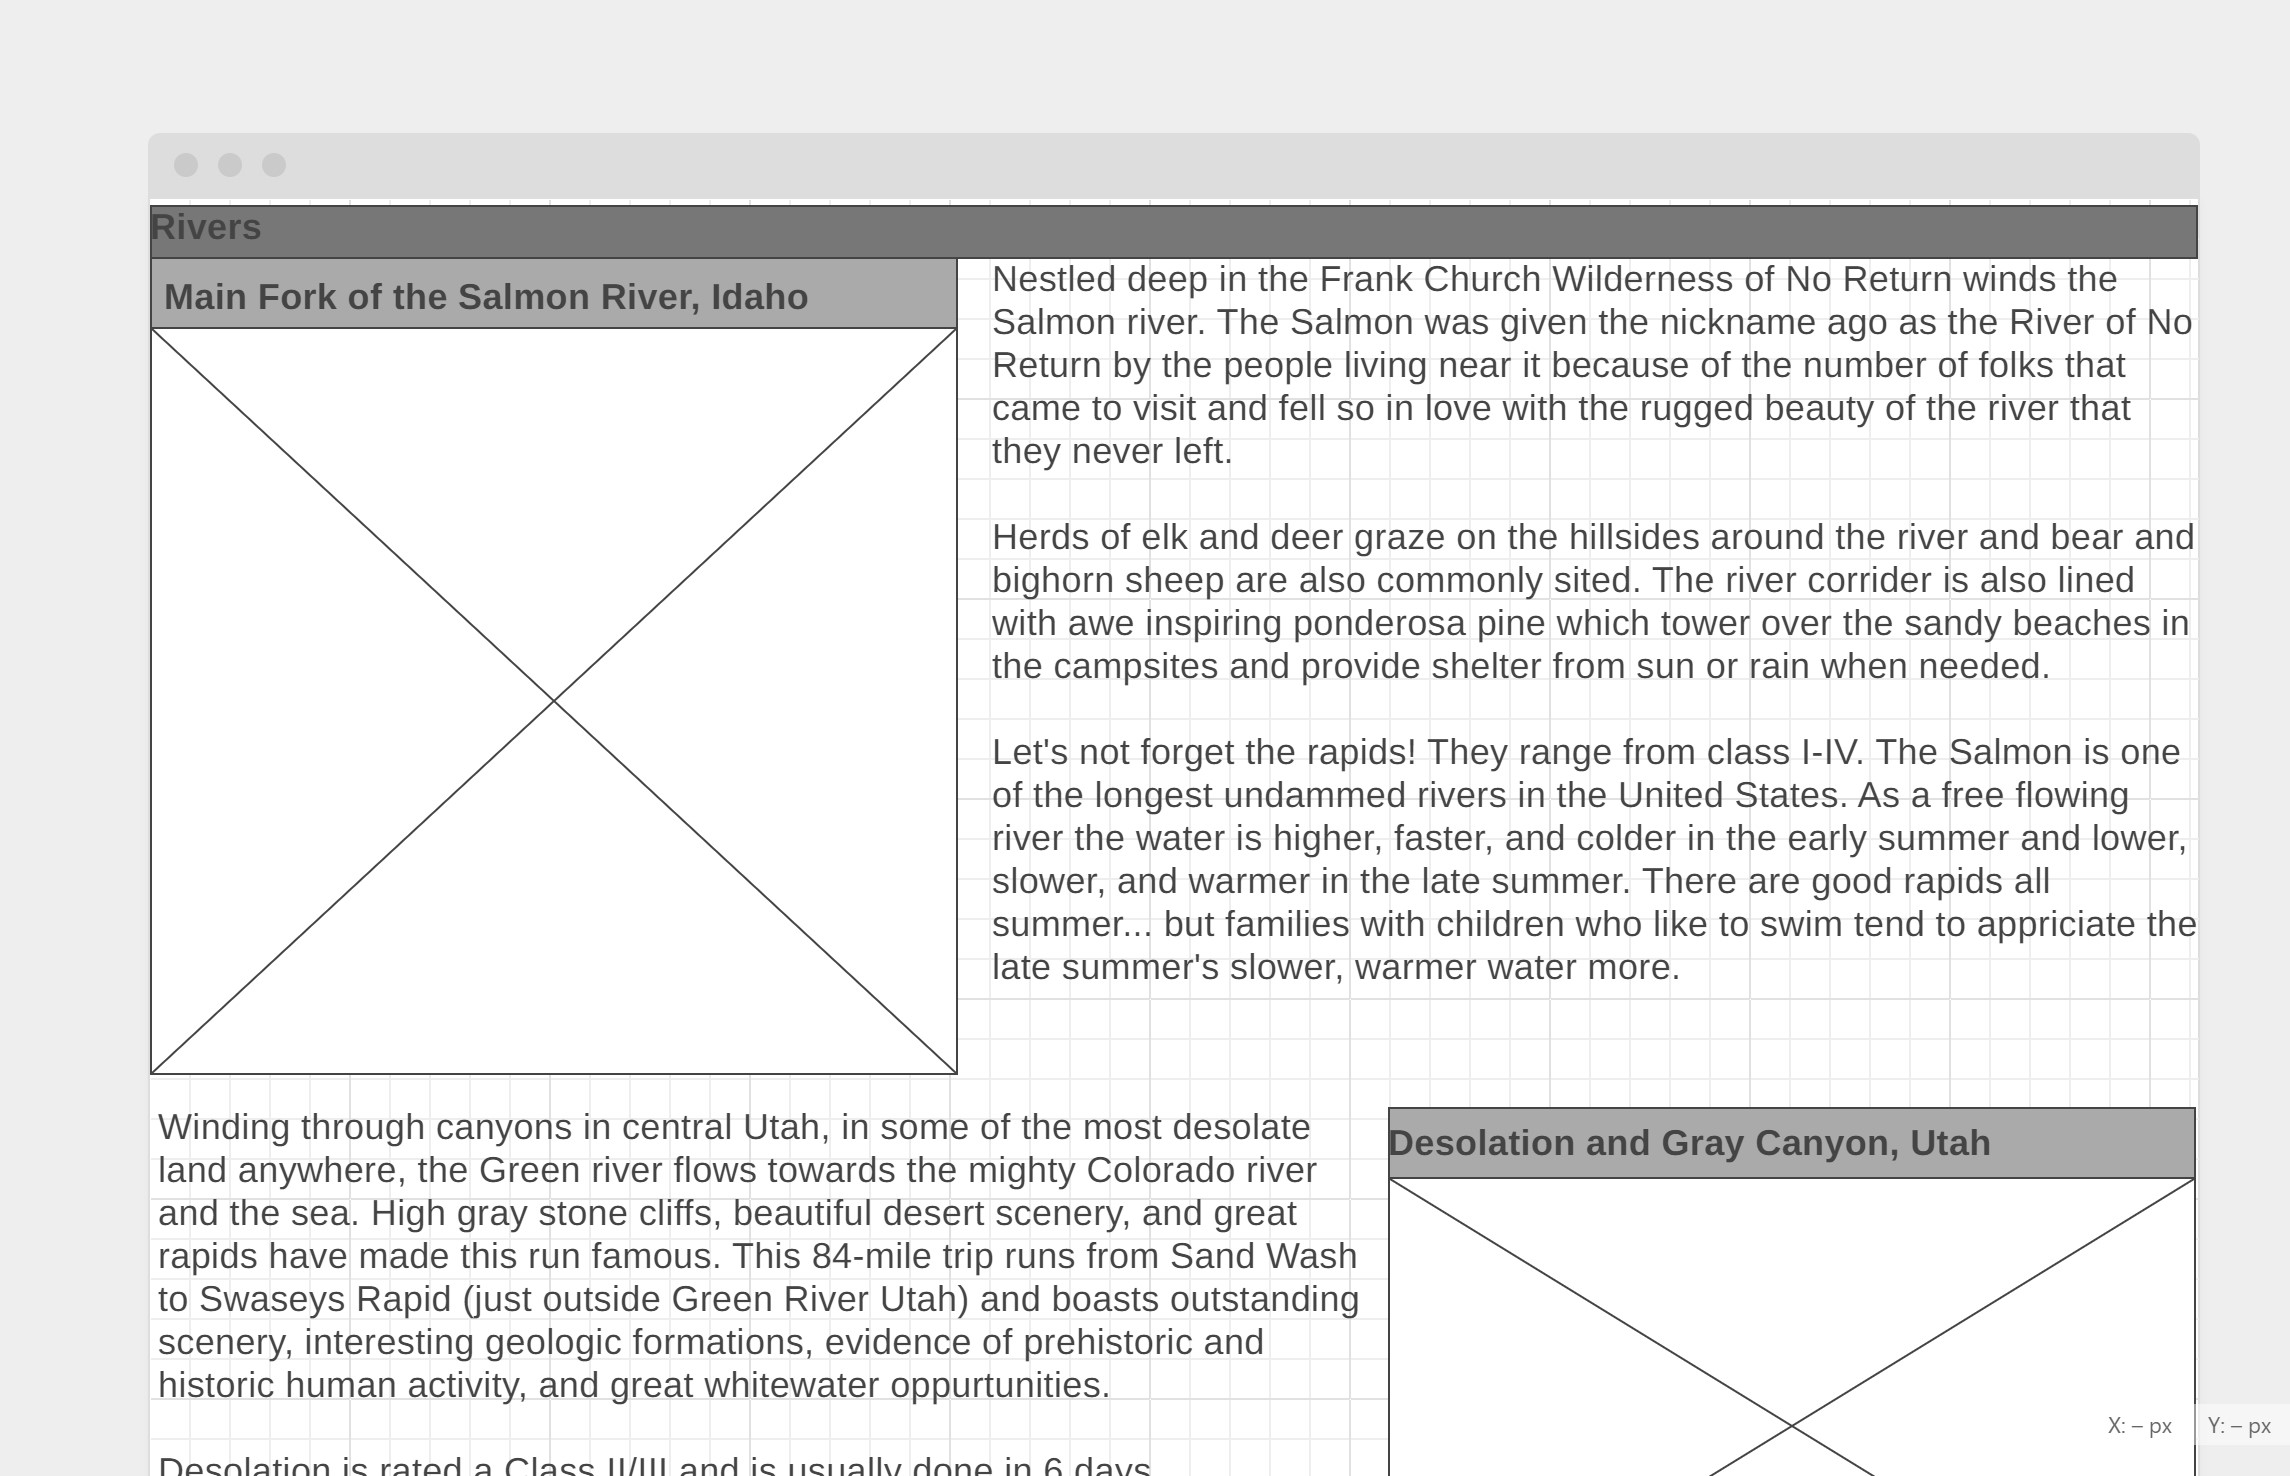 Rivers
Main Fork of the Salmon River, Idaho
Nestled deep in the Frank Church Wilderness of No Return winds the
Salmon river. The Salmon was given the nickname ago as the River of No
Return by the people living near it because of the number of folks that
came to visit and fell so in love with the rugged beauty of the river that
they never left.
Herds of elk and deer graze on the hillsides around the river and bear and
bighorn sheep are also commonly sited. The river corrider is also lined
with awe inspiring ponderosa pine which tower over the sandy beaches in
the campsites and provide shelter from sun or rain when needed.
Let's not forget the rapids! They range from class I-IV. The Salmon is one
of the longest undammed rivers in the United States. As a free flowing
river the water is higher, faster, and colder in the early summer and lower,
slower, and warmer in the late summer. There are good rapids all
summer... but families with children who like to swim tend to appriciate the
late summer's slower, warmer water more.
Winding through canyons in central Utah, in some of the most desolate
land anywhere, the Green river flows towards the mighty Colorado river
and the sea. High gray stone cliffs, beautiful desert scenery, and great
rapids have made this run famous. This 84-mile trip runs from Sand Wash
to Swaseys Rapid (just outside Green River Utah) and boasts outstanding
scenery, interesting geologic formations, evidence of prehistoric and
historic human activity, and great whitewater oppurtunities.
Desolation is rated a Class II/III and is usually done in 6 days
Desolation and Gray Canyon, Utah
X: – px Y: – px